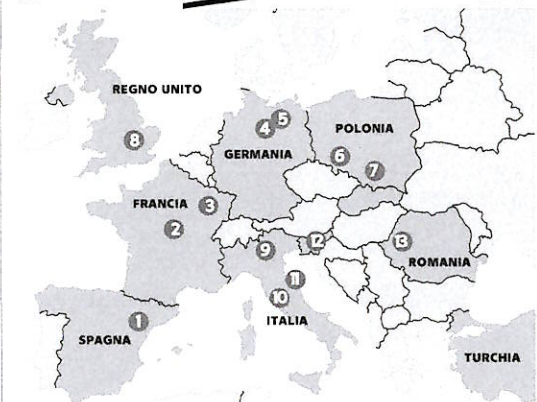 REGNO UNITO
8
4 5
GERMANIA
POLONIA
6
7
FRANCIA 3
2
9
12
13
ROMANIA
11
10
ITALIA
1
SPAGNA
TURCHIA